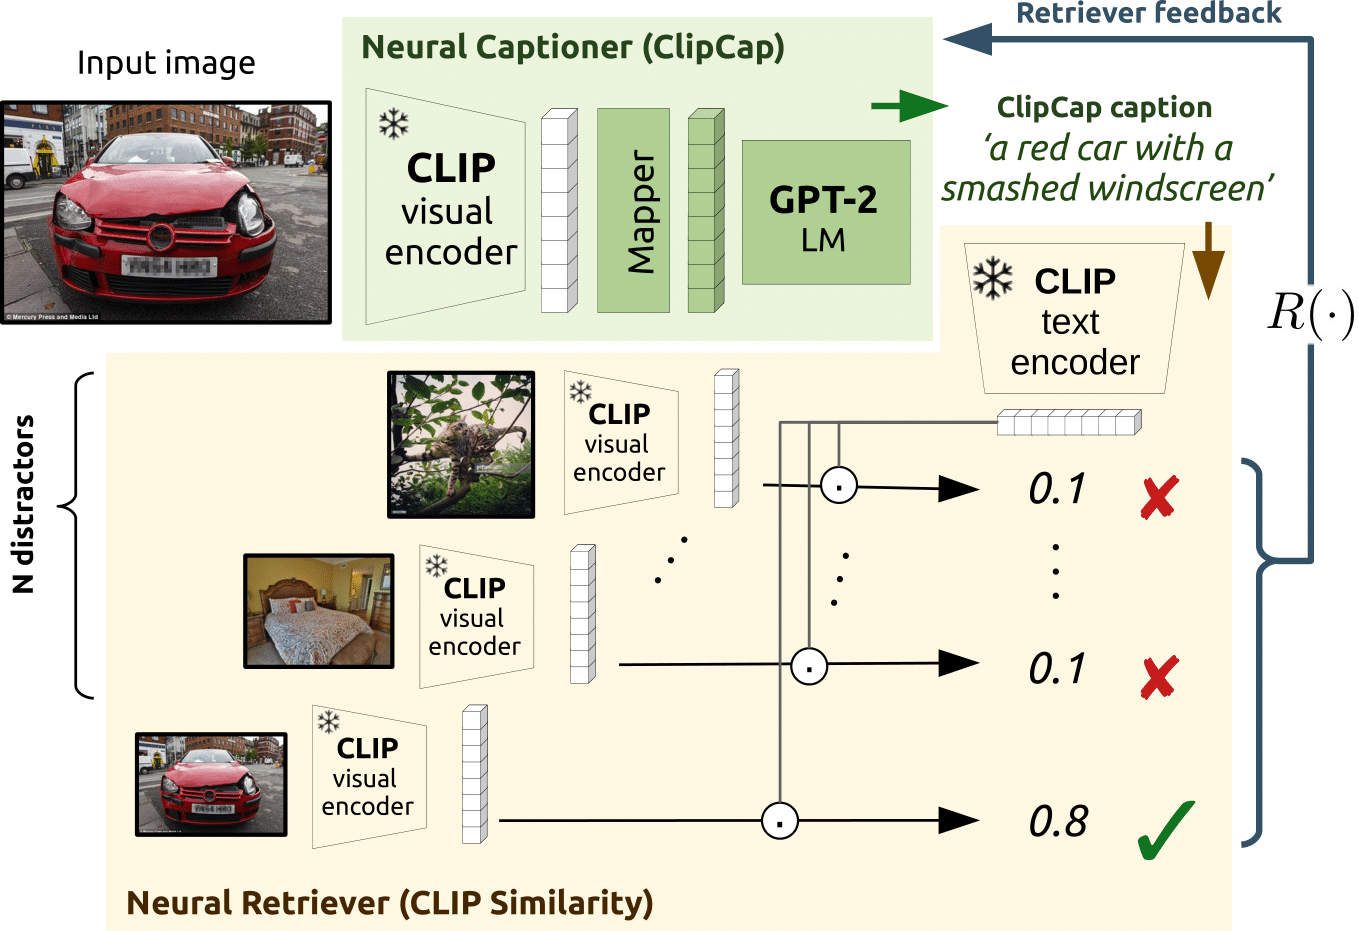 Retriever feedback
Neural Captioner (ClipCap)
Input image
CLIP
visual
encoder
Mapper
GPT-2
LM
ClipCap caption
‘a red car with a
smashed windscreen’
© Mercury Press and Media Ltd
CLIP
text
encoder
R(·)
N distractors
CLIP
visual
encoder
0.1
CLIP
visual
encoder
0.1
CLIP
visual
encoder
0.8
Neural Retriever (CLIP Similarity)